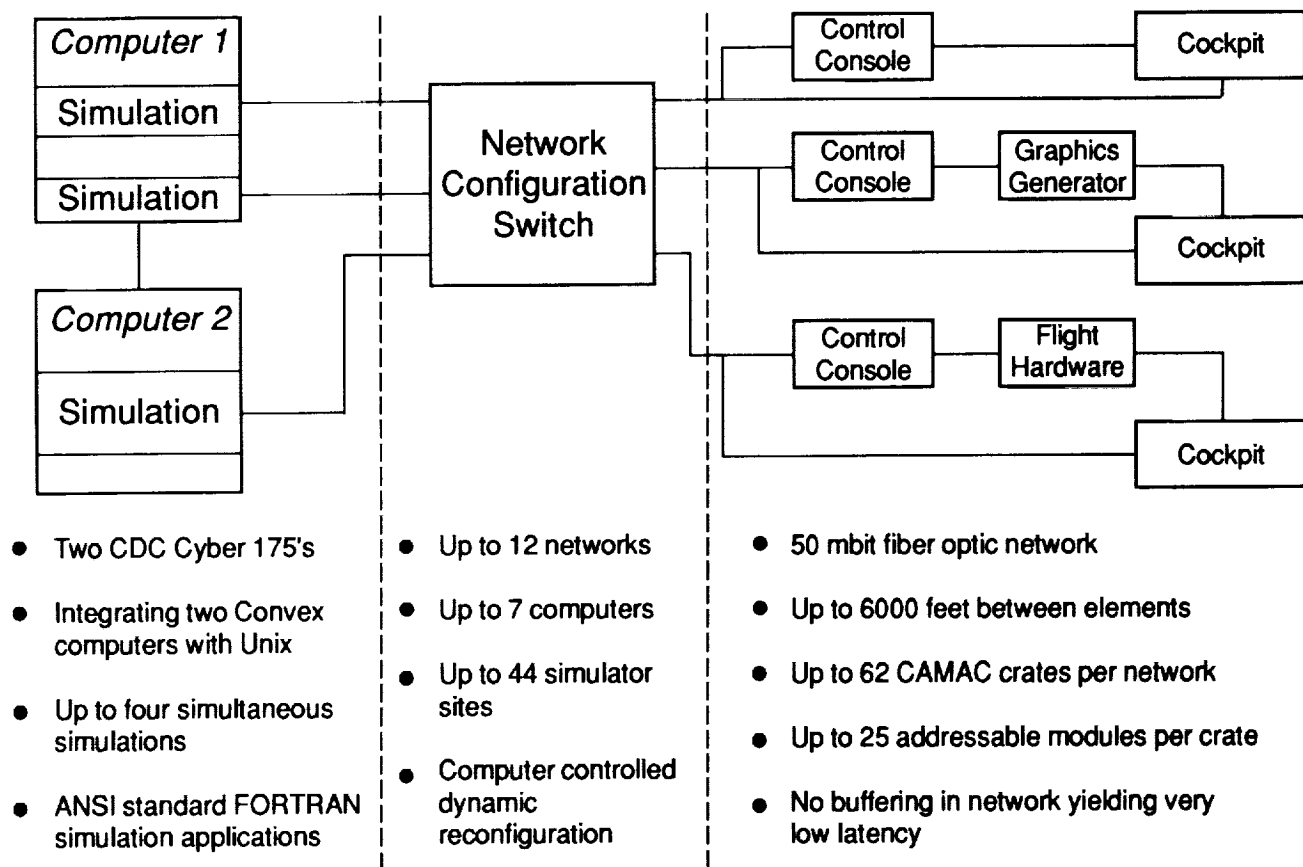 Computer 1
Simulation
Simulation
Computer 2
Simulation
Network
Configuration
Switch
Control
Console
Cockpit
Control
Console
Graphics
Generator
Cockpit
Control
Console
Flight
Hardware
Cockpit
● Two CDC Cyber 175's
● Integrating two Convex
computers with Unix
● Up to four simultaneous
simulations
● ANSI standard FORTRAN
simulation applications
● Up to 12 networks
● Up to 7 computers
● Up to 44 simulator
sites
● Computer controlled
dynamic
reconfiguration
● 50 mbit fiber optic network
● Up to 6000 feet between elements
● Up to 62 CAMAC crates per network
● Up to 25 addressable modules per crate
● No buffering in network yielding very
low latency